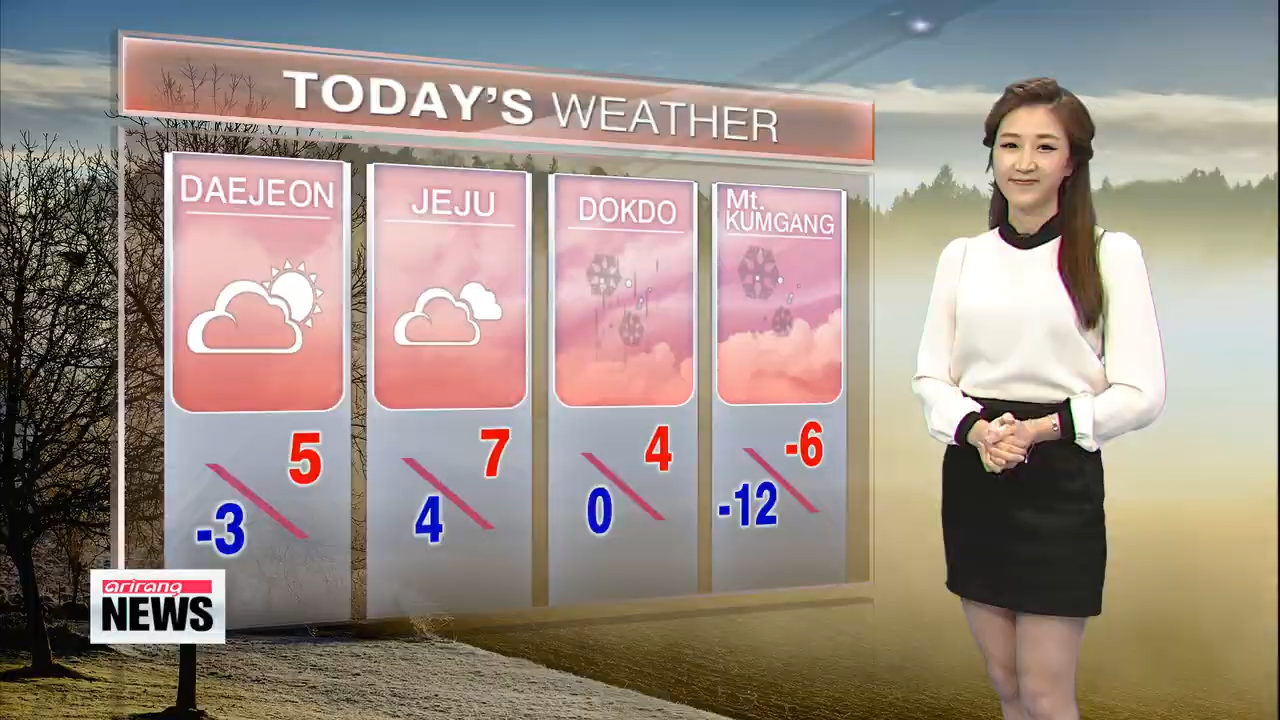 TODAY'S WEATHER
DAEJEON
JEJU
DOKDO
Mt.
KUMGANG
5
-3
7
4
4
0
-6
-12
arirang
NEWS